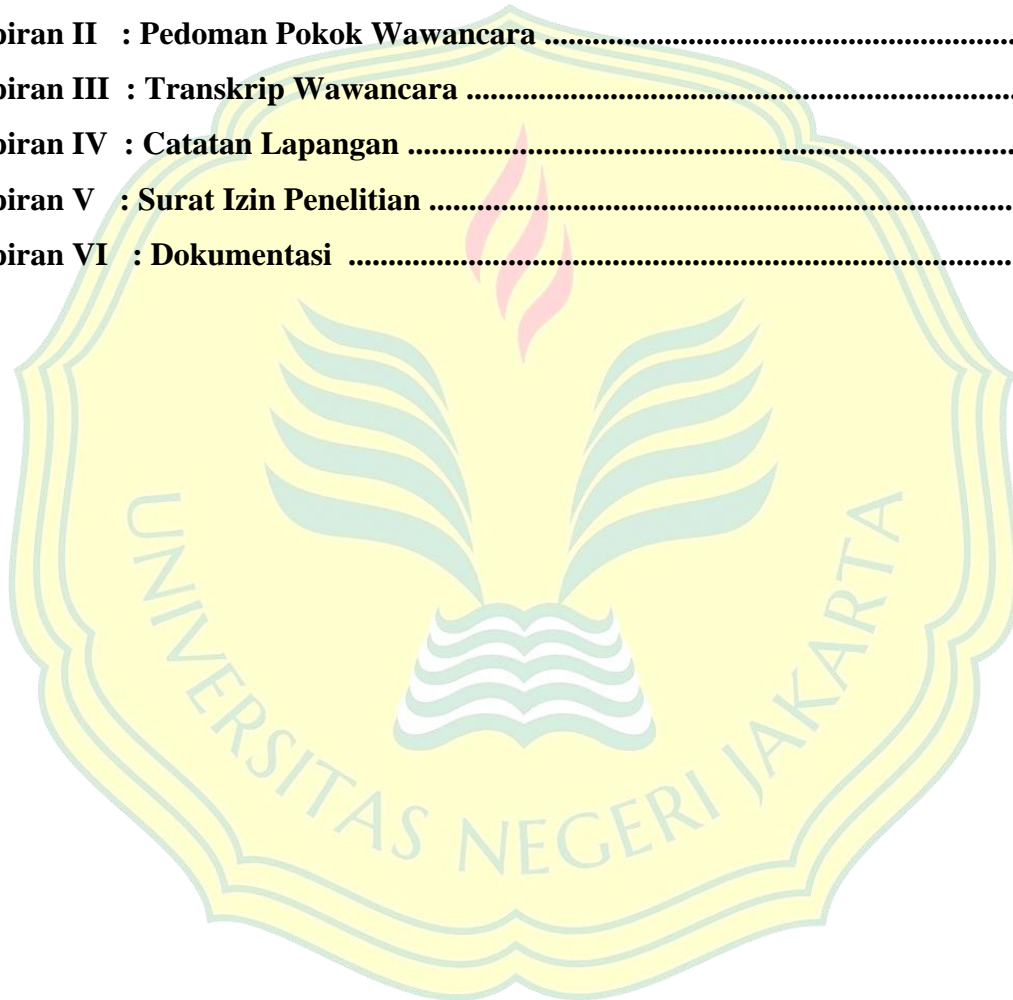 piran II : Pedoman Pokok Wawancara ........................................................................
piran III : Transkrip Wawancara ....................................................................................
piran IV : Catatan Lapangan ...........................................................................................
piran V : Surat Izin Penelitian ........................................................................................
piran VI : Dokumentasi ...................................................................................................
UNIVERSITAS NEGERI JAKARTA